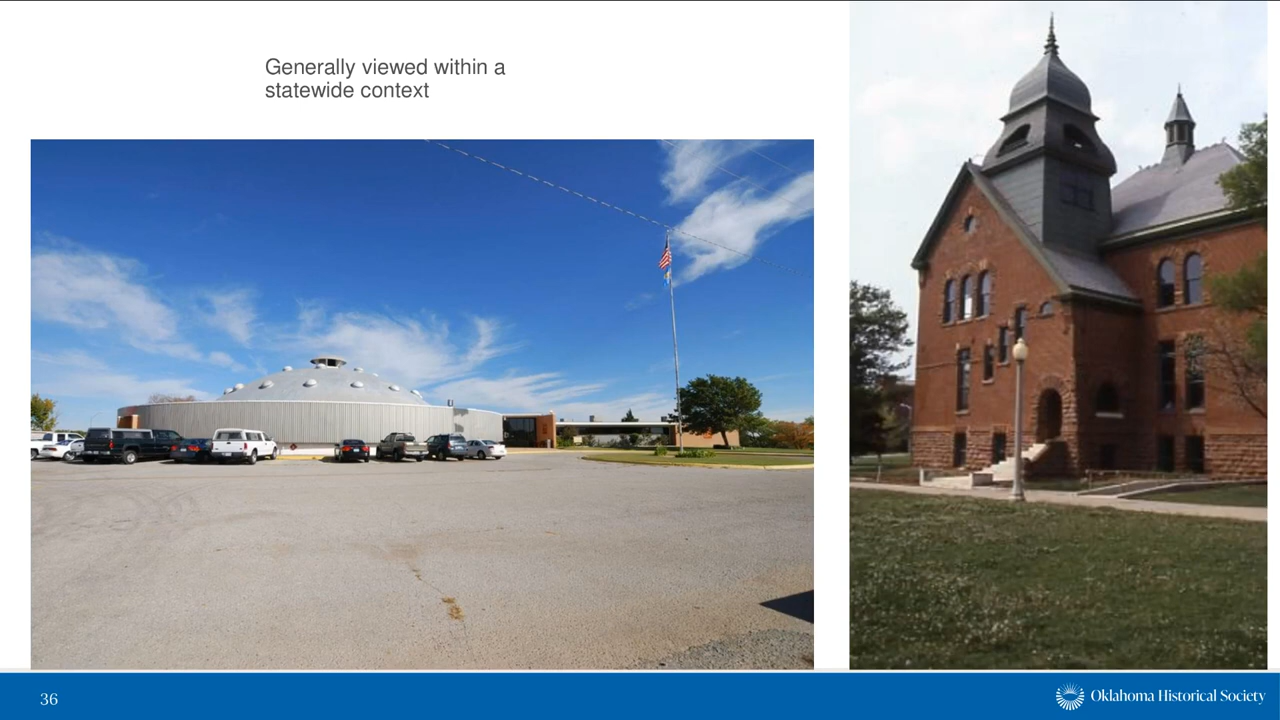 Generally viewed within a
statewide context
36
Oklahoma Historical Society